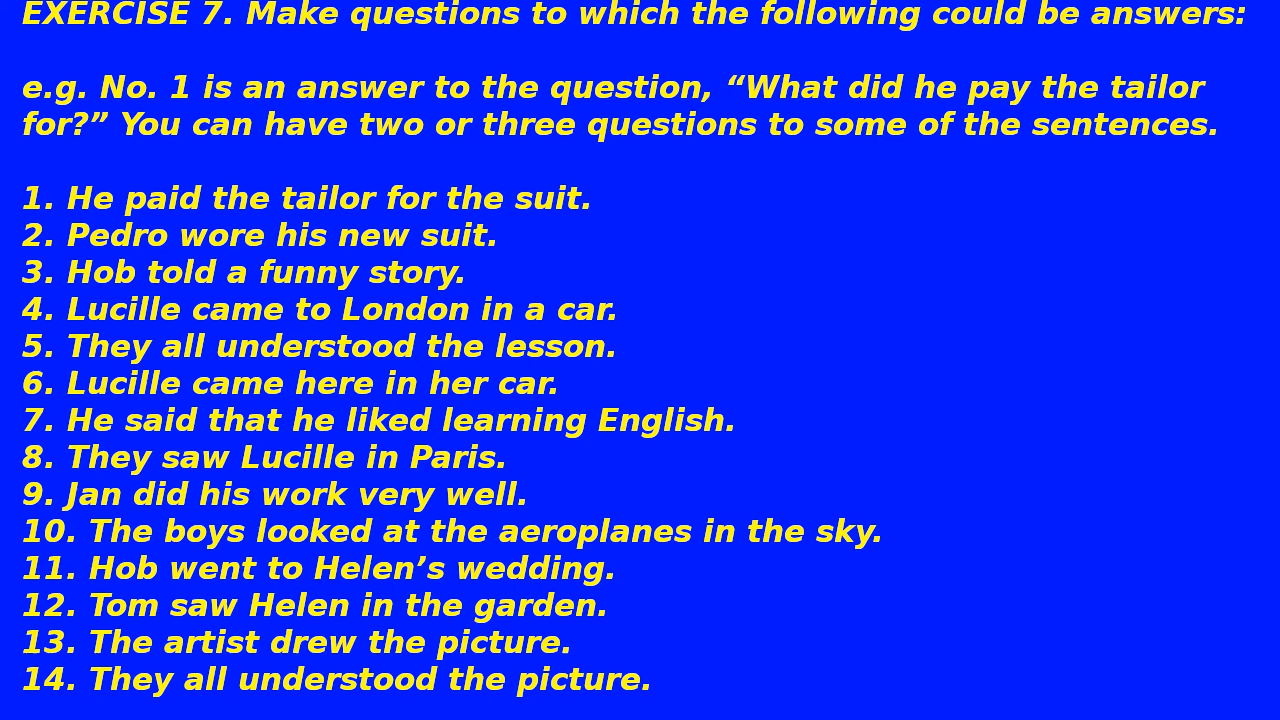 EXERCISE 7. Make questions to which the following could be answers:
e.g. No. 1 is an answer to the question, “What did he pay the tailor
for?” You can have two or three questions to some of the sentences.
1. He paid the tailor for the suit.
2. Pedro wore his new suit.
3. Hob told a funny story.
4. Lucille came to London in a car.
5. They all understood the lesson.
6. Lucille came here in her car.
7. He said that he liked learning English.
8. They saw Lucille in Paris.
9. Jan did his work very well.
10. The boys looked at the aeroplanes in the sky.
11. Hob went to Helen’s wedding.
12. Tom saw Helen in the garden.
13. The artist drew the picture.
14. They all understood the picture.